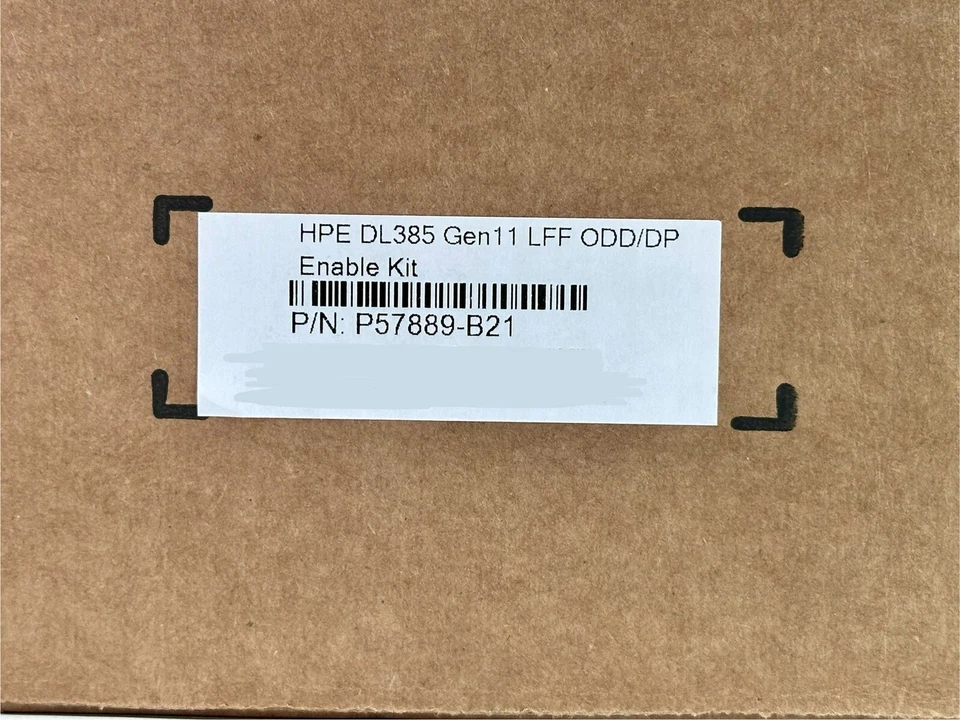 HPE DL385 Gen11 LFF ODD/DP
Enable Kit
P/N: P57889-B21